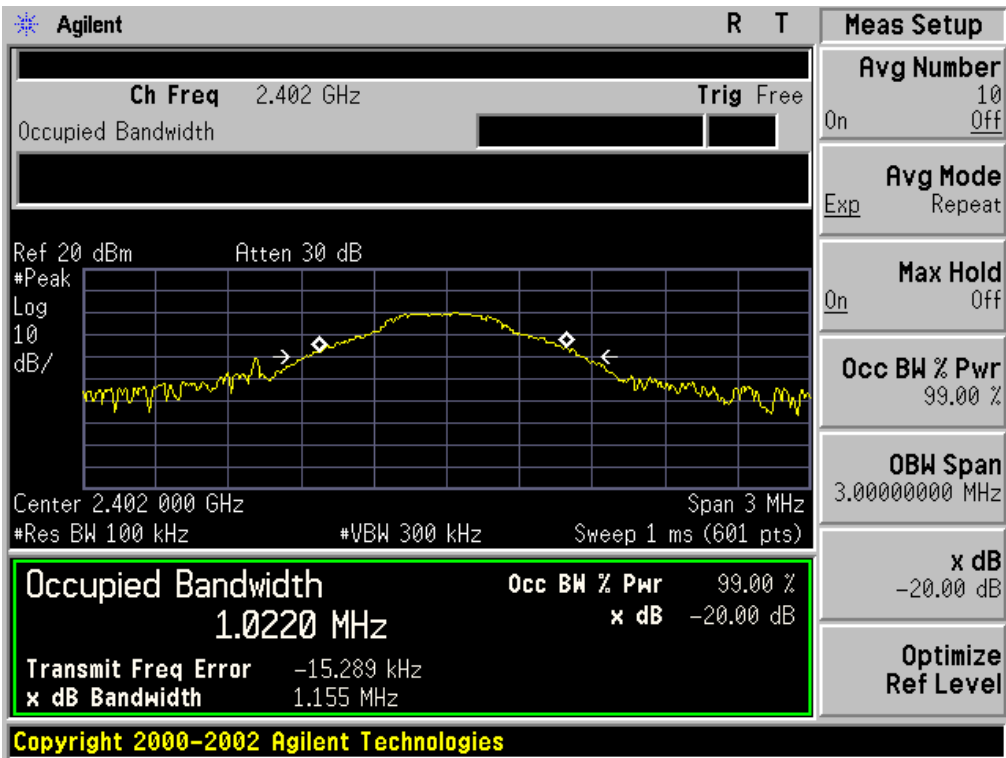 Agilent R T
Ch Freq 2.402 GHz Trig Free
Occupied Bandwidth
Ref 20 dBm Atten 30 dB
#Peak
Log
10
dB/
Center 2.402 000 GHz Span 3 MHz
#Res BW 100 kHz #VBW 300 kHz Sweep 1 ms (601 pts)
Occupied Bandwidth Occ BW % Pwr 99.00 %
1.0220 MHz x dB -20.00 dB
Transmit Freq Error -15.289 kHz
x dB Bandwidth 1.155 MHz
Copyright 2000-2002 Agilent Technologies
Meas Setup
Avg Number
10
On Off
Avg Mode
Exp Repeat
Max Hold
On Off
Occ BW % Pwr
99.00 %
OBW Span
3.00000000 MHz
x dB
-20.00 dB
Optimize
Ref Level